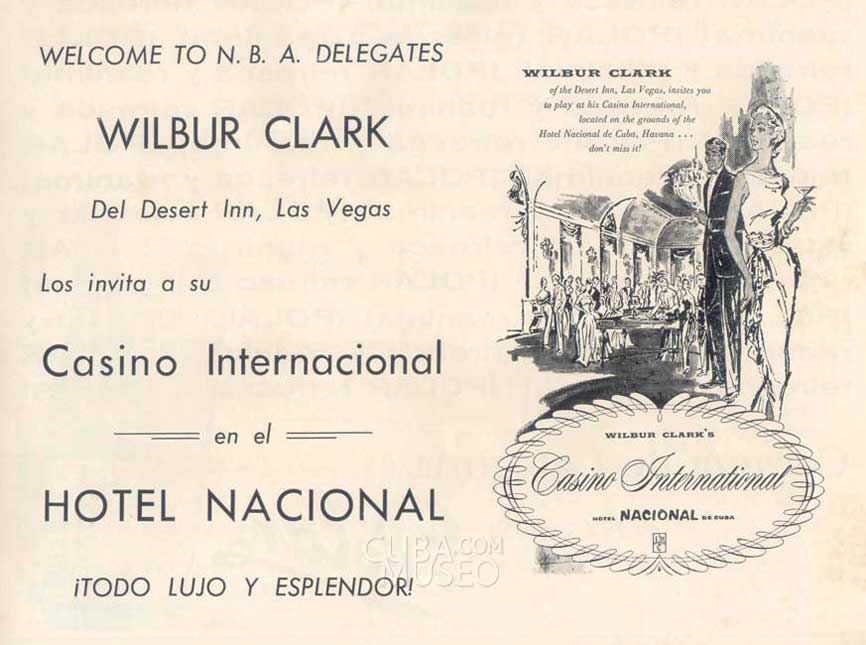 WELCOME TO N. B. A. DELEGATES
WILBUR CLARK
Del Desert Inn, Las Vegas
Los invita a su
Casino Internacional
en el
HOTEL NACIONAL
¡TODO LUJO Y ESPLENDOR!
WILBUR CLARK
of the Desert Inn, Las Vegas, invites you
to play at his Casino International,
located on the grounds of the
Hotel Nacional de Cuba, Havana . . .
don't miss it!
WILBUR CLARK'S
Casino International
HOTEL NACIONAL DE CUBA
CUBA.COM
MUSEO